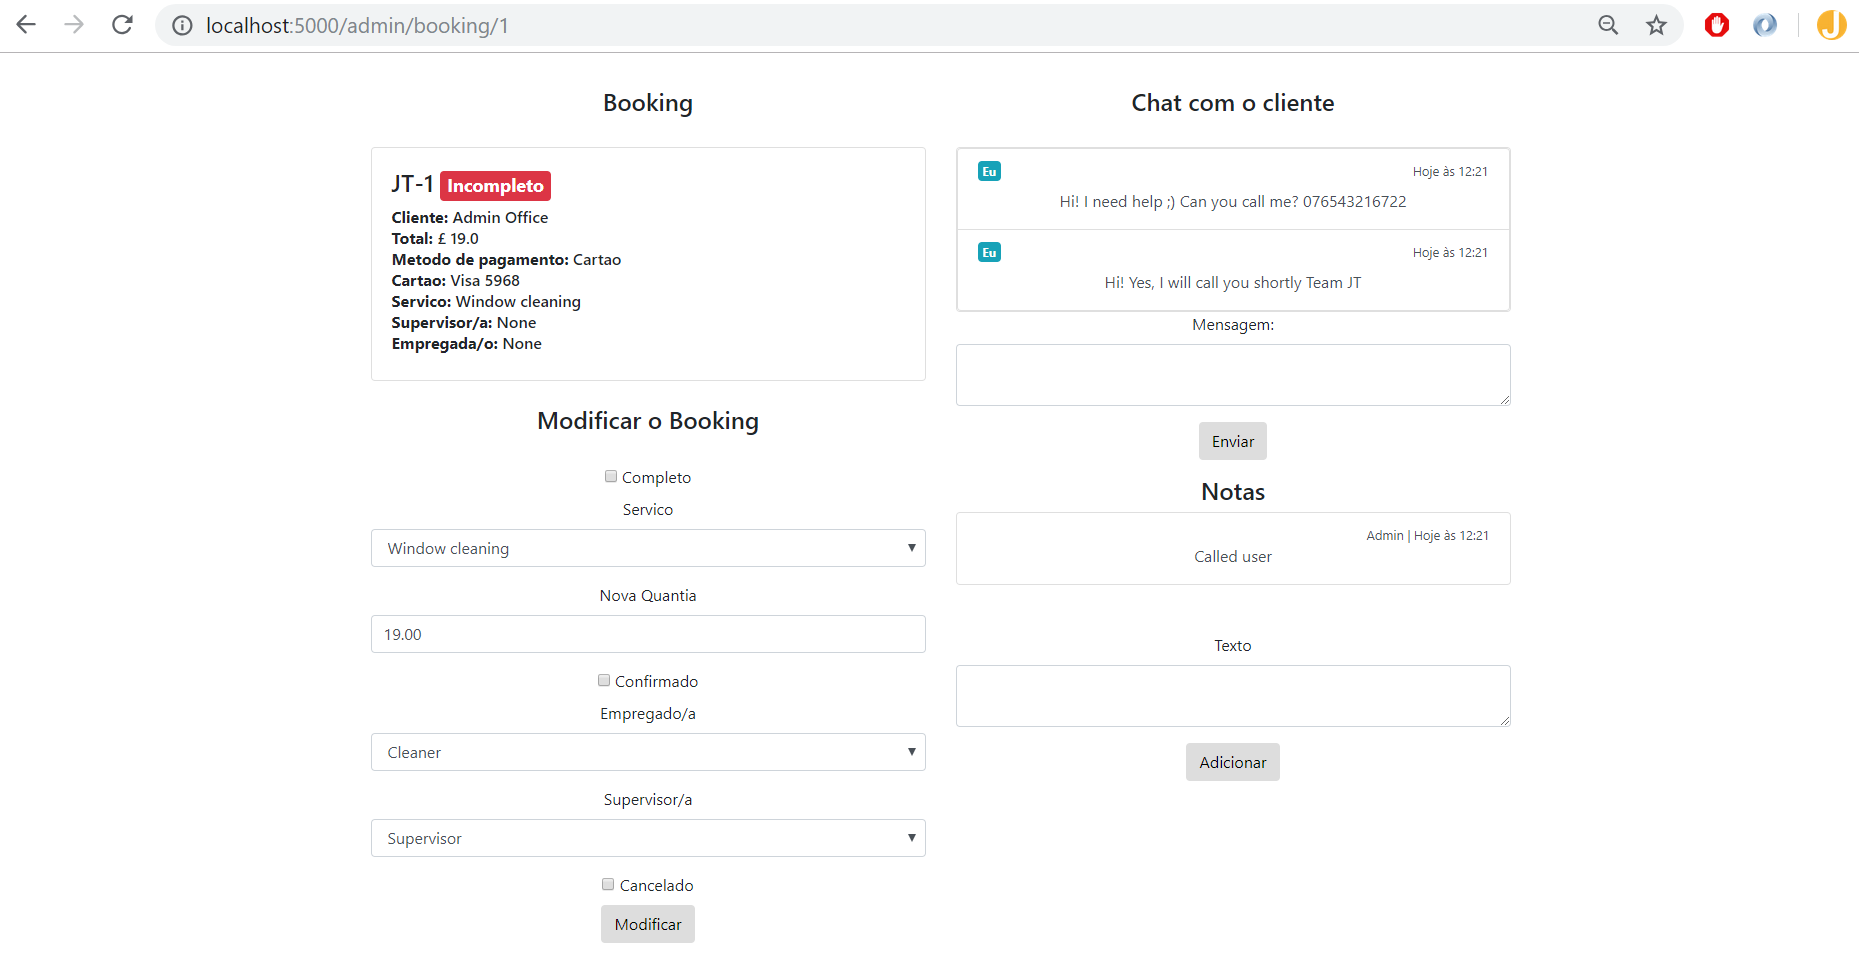 localhost:5000/admin/booking/1
J
Booking
JT-1 Incompleto
Cliente: Admin Office
Total: £ 19.0
Metodo de pagamento: Cartao
Cartao: Visa 5968
Servico: Window cleaning
Supervisor/a: None
Empregada/o: None
Modificar o Booking
Completo
Servico
Window cleaning
Nova Quantia
19.00
Confirmado
Empregado/a
Cleaner
Supervisor/a
Supervisor
Cancelado
Modificar
Chat com o cliente
Eu Hoje às 12:21
Hi! I need help ;) Can you call me? 076543216722
Eu Hoje às 12:21
Hi! Yes, I will call you shortly Team JT
Mensagem:
Enviar
Notas
Admin | Hoje às 12:21
Called user
Texto
Adicionar